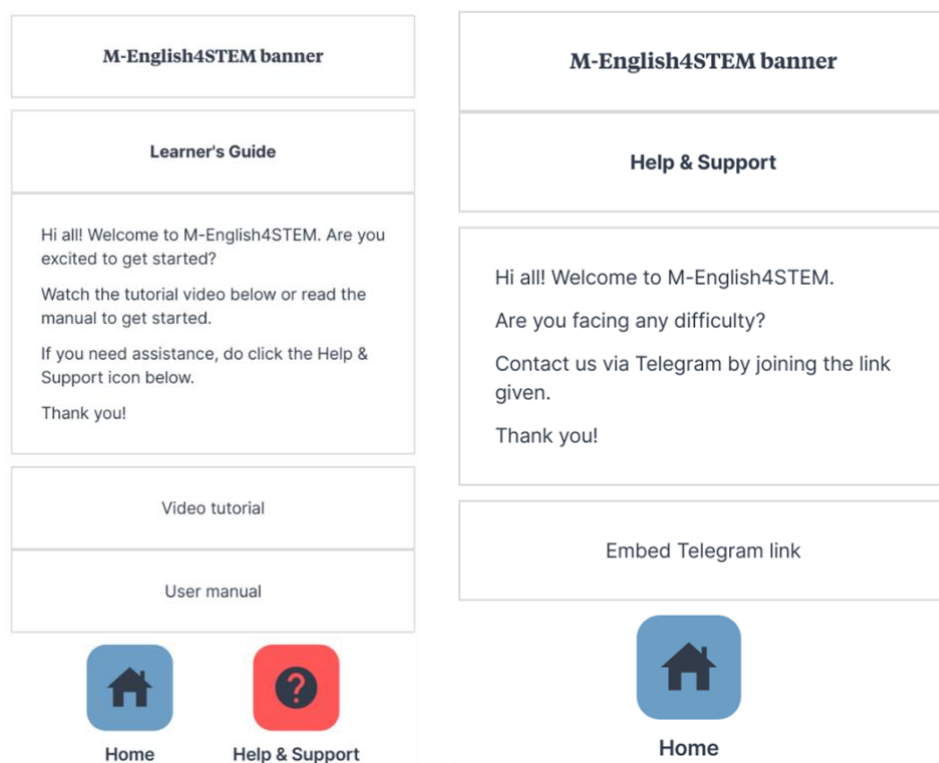 M-English4STEM banner
Learner's Guide
Hi all! Welcome to M-English4STEM. Are you
excited to get started?
Watch the tutorial video below or read the
manual to get started.
If you need assistance, do click the Help &
Support icon below.
Thank you!
Video tutorial
User manual
?
Home
Help & Support
M-English4STEM banner
Help & Support
Hi all! Welcome to M-English4STEM.
Are you facing any difficulty?
Contact us via Telegram by joining the link
given.
Thank you!
Embed Telegram link
Home